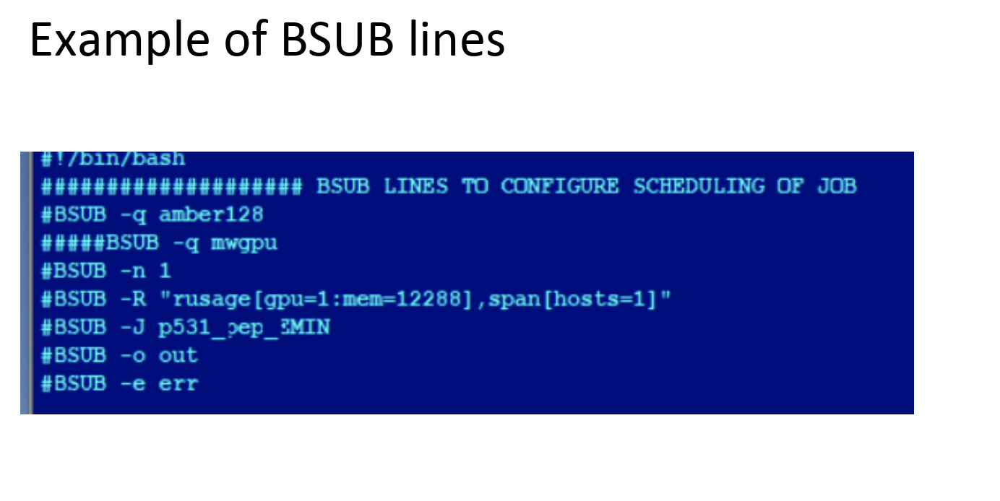 Example of BSUB lines
#!/bin/bash
#################### BSUB LINES TO CONFIGURE SCHEDULING OF JOB
#BSUB -q amber128
#####BSUB -q mwgpu
#BSUB -n 1
#BSUB -R "rusage[gpu=1:mem=12288],span[hosts=1]"
#BSUB -J p531_pep_EMIN
#BSUB -o out
#BSUB -e err